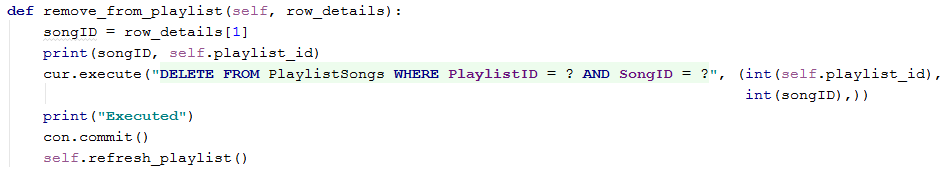 def remove_from_playlist(self, row_details):
    songID = row_details[1]
    print(songID, self.playlist_id)
    cur.execute("DELETE FROM PlaylistSongs WHERE PlaylistID = ? AND SongID = ?", (int(self.playlist_id),
                                                                                  int(songID),))
    print("Executed")
    con.commit()
    self.refresh_playlist()